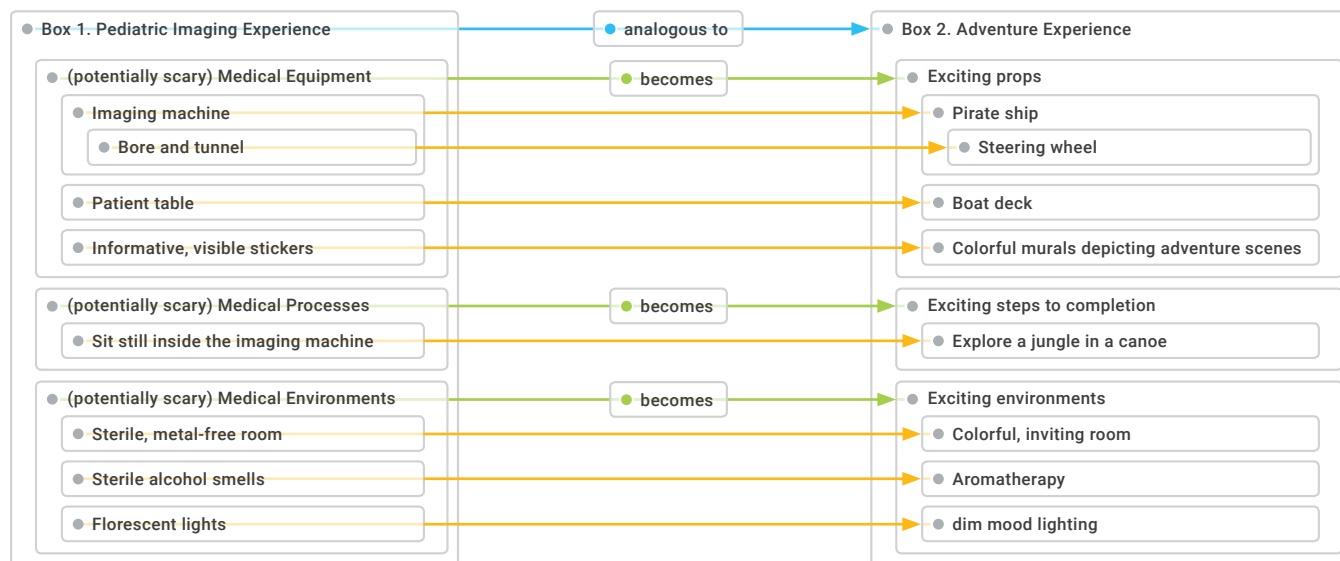 Box 1. Pediatric Imaging Experience
analogous to
Box 2. Adventure Experience
(potentially scary) Medical Equipment
becomes
Exciting props
Imaging machine
Pirate ship
Bore and tunnel
Steering wheel
Patient table
Boat deck
Informative, visible stickers
Colorful murals depicting adventure scenes
(potentially scary) Medical Processes
becomes
Exciting steps to completion
Sit still inside the imaging machine
Explore a jungle in a canoe
(potentially scary) Medical Environments
becomes
Exciting environments
Sterile, metal-free room
Colorful, inviting room
Sterile alcohol smells
Aromatherapy
Florescent lights
dim mood lighting